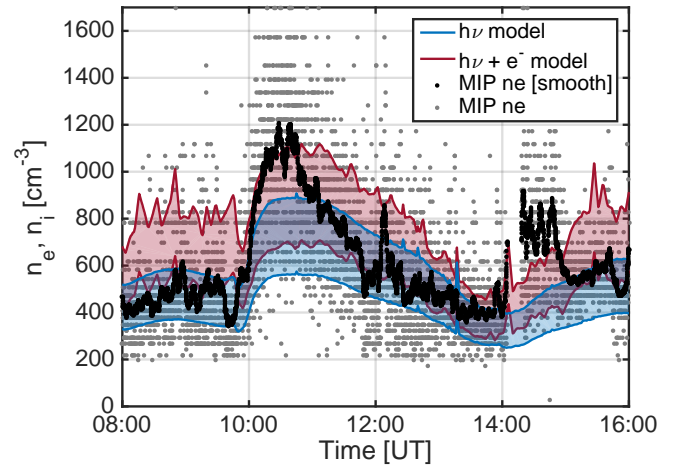 hν model
hν + e- model
MIP ne [smooth]
MIP ne
1600
1400
1200
1000
800
600
400
200
0
n_e, n_i [cm-3]
08:00 10:00 12:00 14:00 16:00
Time [UT]